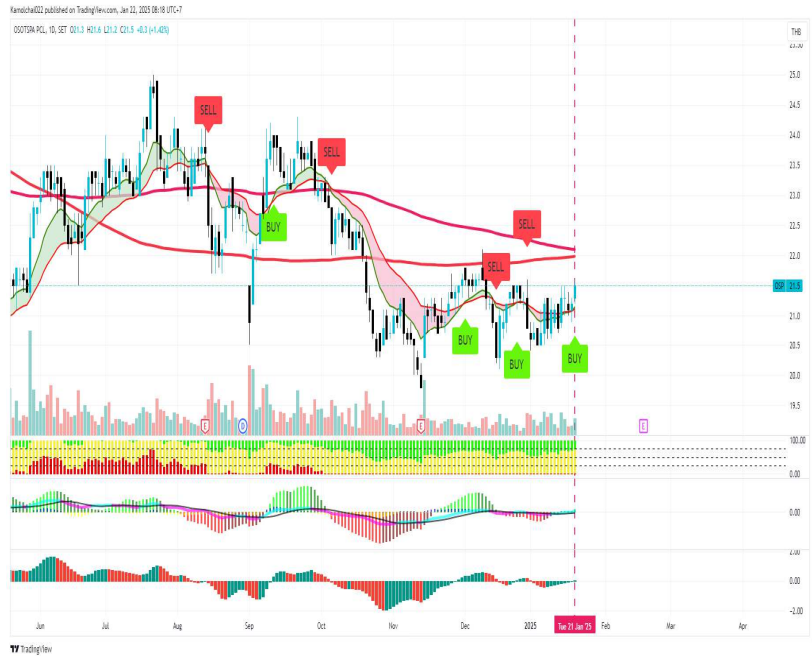 Kamolchai022 published on TradingView.com, Jan 22, 2025 08:18 UTC+7
OSOTSPA PCL, 1D, SET O21.3 H21.6 L21.2 C21.5 +0.3 (+1.42%)
THB
25.0
24.5
24.0
23.5
23.0
22.5
22.0
OSP 21.5
21.0
20.5
20.0
19.5
SELL
SELL
BUY
SELL
SELL
BUY
BUY
BUY
E
D
E
E
100.00
0.00
0.00
2.00
0.00
-2.00
Jun Jul Aug Sep Oct Nov Dec 2025 Tue 21 Jan '25 Feb Mar Apr
TradingView